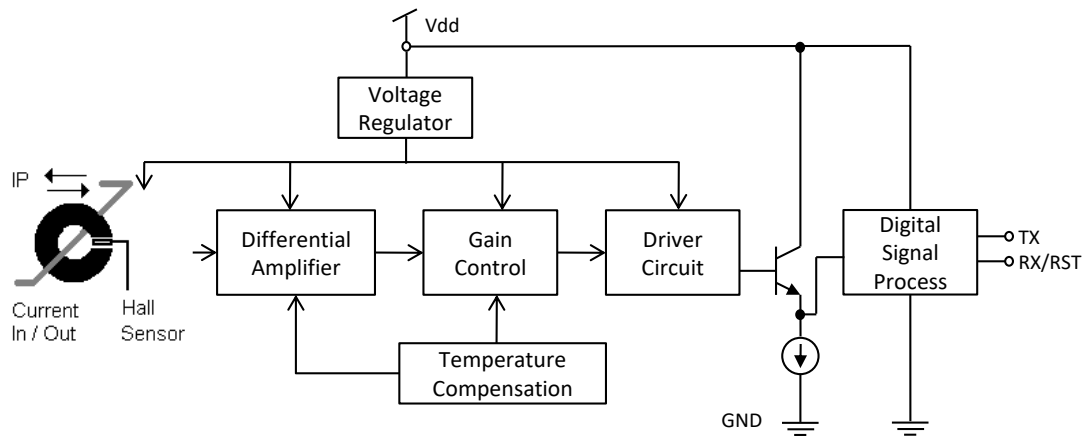 Vdd
Voltage
Regulator
IP
Differential
Amplifier
Gain
Control
Driver
Circuit
Digital
Signal
Process
TX
RX/RST
Current
In / Out
Hall
Sensor
Temperature
Compensation
GND